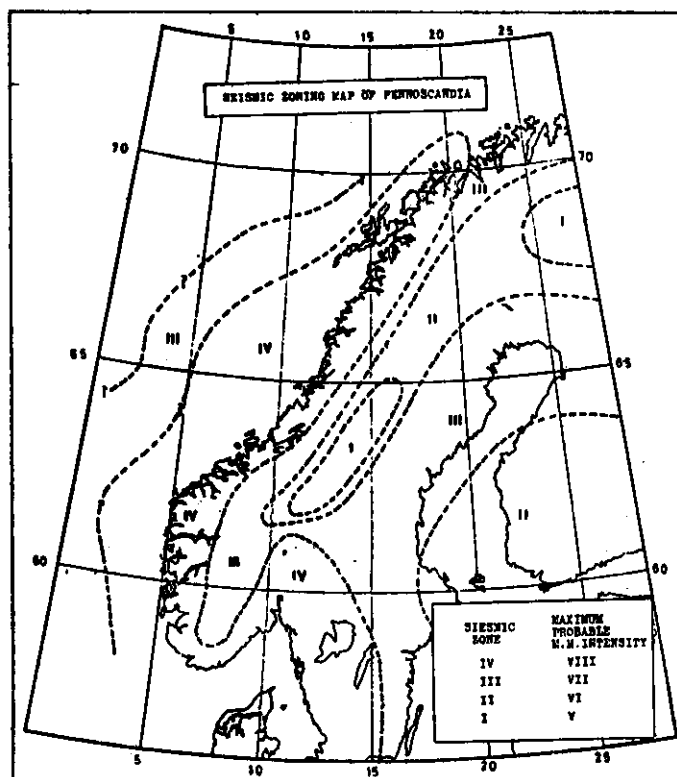 5 10 15 20 25
SEISMIC ZONING MAP OF FENNOSCANDIA
70
70
III
I
?
II
III
IV
65
65
?
III
I
IV
II
III
IV
60
60
SIESMIC ZONE
MAXIMUM PROBABLE M.M. INTENSITY
IV VIII
III VII
II VI
I V
5 10 15 20 25